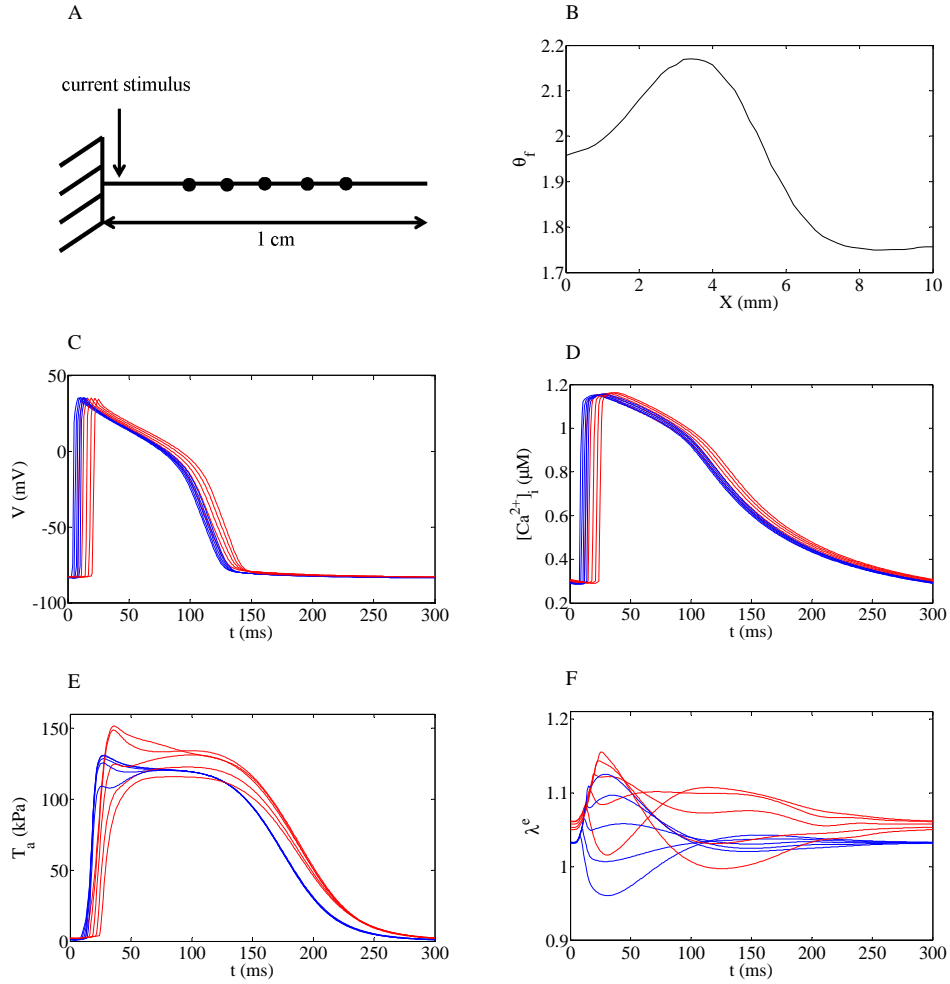 A
current stimulus
1 cm
B
2.2
2.1
2
1.9
1.8
1.7
θ_f
0 2 4 6 8 10
X (mm)
C
50
0
-50
-100
V (mV)
0 50 100 150 200 250 300
t (ms)
D
1.2
1
0.8
0.6
0.4
0.2
[Ca²⁺]ᵢ (μM)
0 50 100 150 200 250 300
t (ms)
E
150
100
50
0
T_a (kPa)
0 50 100 150 200 250 300
t (ms)
F
1.2
1.1
1
0.9
λᵉ
0 50 100 150 200 250 300
t (ms)